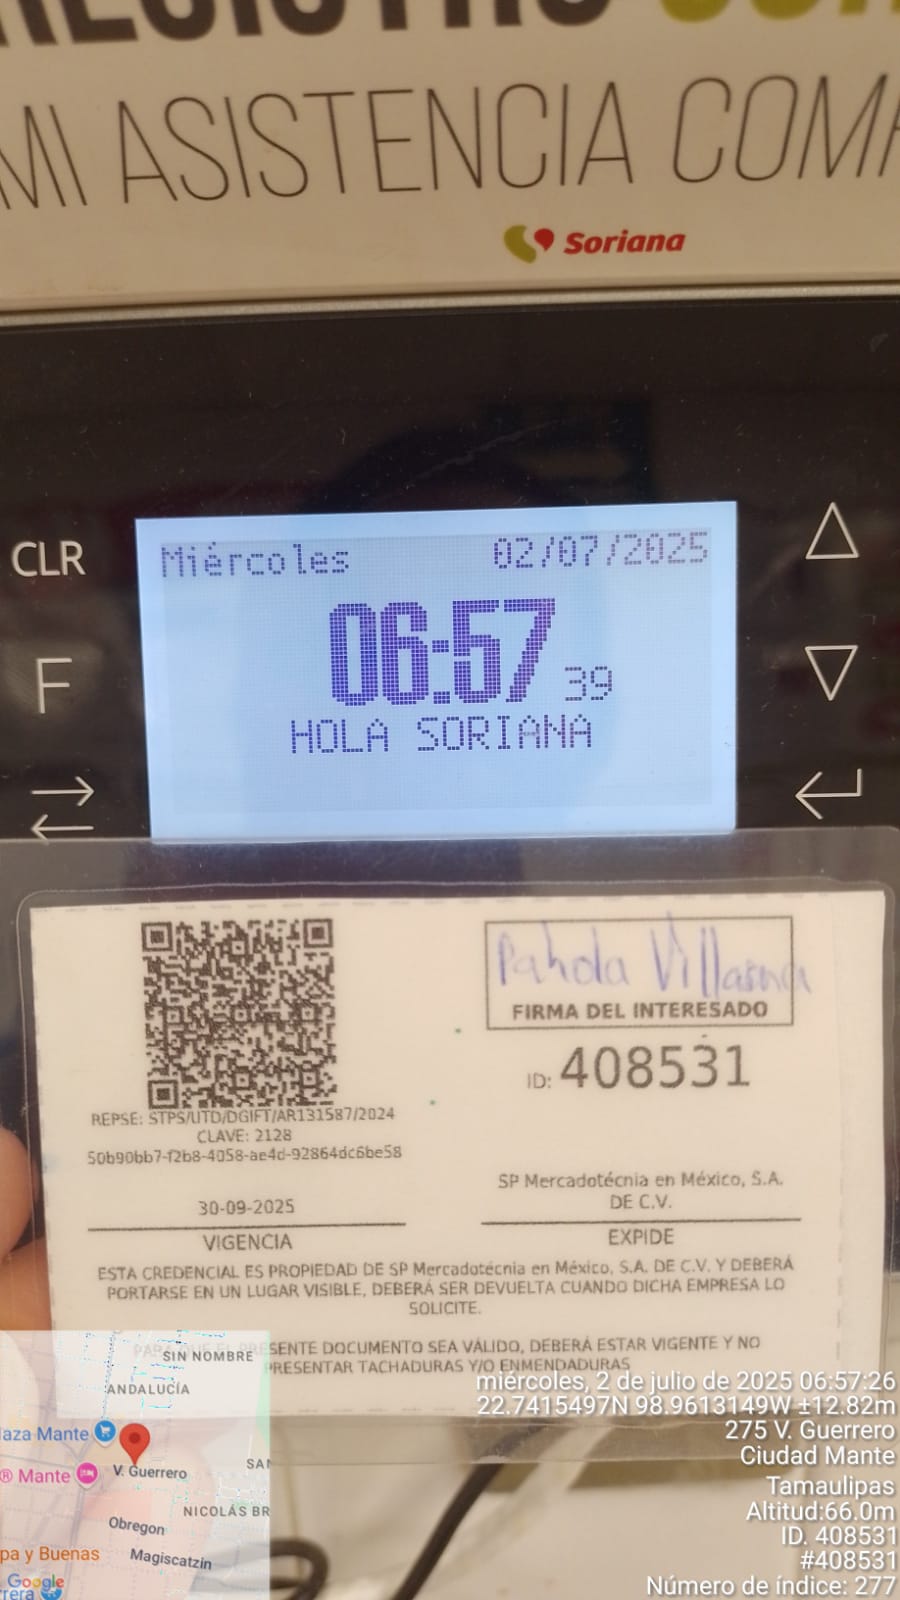 MI ASISTENCIA
Soriana
CLR
F
Miércoles 02/07/2025
06:57 39
HOLA SORIANA
Pahola
FIRMA DEL INTERESADO
ID: 408531
REPSE: STPS/UTD/DGIFT/AR131587/2024
CLAVE: 2128
50b90bb7-f2b8-4058-ae4d-92864dc6be58
30-09-2025
VIGENCIA
SP Mercadotécnia en México, S.A.
DE C.V.
EXPIDE
ESTA CREDENCIAL ES PROPIEDAD DE SP Mercadotécnia en México, S.A. DE C.V. Y DEBERÁ
PORTARSE EN UN LUGAR VISIBLE, DEBERÁ SER DEVUELTA CUANDO DICHA EMPRESA LO
SOLICITE.
PARA QUE EL PRESENTE DOCUMENTO SEA VÁLIDO, DEBERÁ ESTAR VIGENTE Y NO
PRESENTAR TACHADURAS Y/O ENMENDADURAS
SIN NOMBRE
ANDALUCÍA
Mante
Mante
V. Guerrero
NICOLÁS
Obregon
Magiscatzin
y Buenas
Google
miércoles, 2 de julio de 2025 06:57:26
22.7415497N 98.9613149W ±12.82m
275 V. Guerrero
Ciudad Mante
Tamaulipas
Altitud:66.0m
ID. 408531
#408531
Número de índice: 277